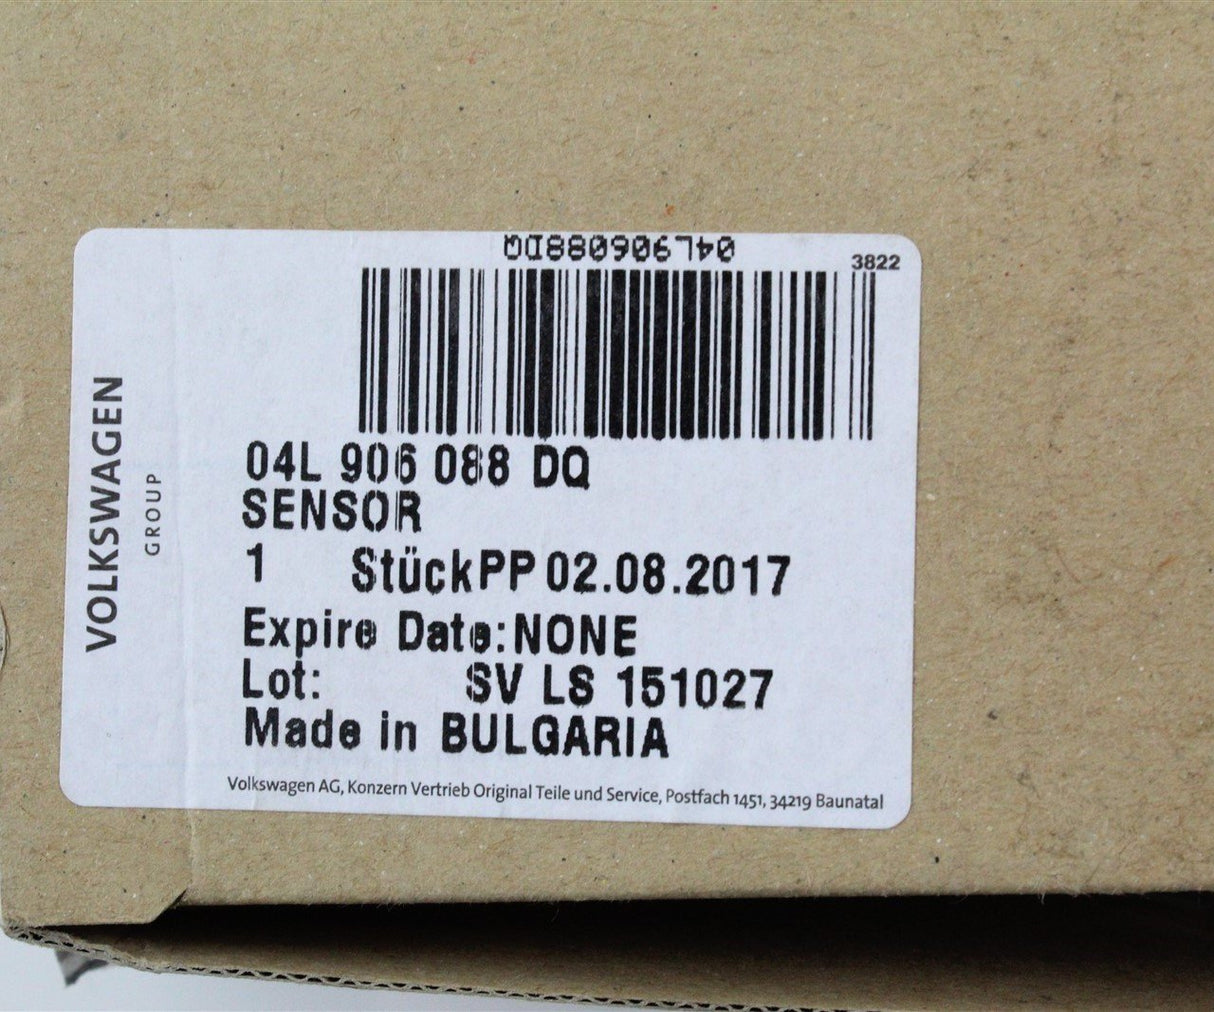 04L906088DQ
3822
VOLKSWAGEN
GROUP
04L 906 088 DQ
SENSOR
1 StückPP 02.08.2017
Expire Date:NONE
Lot: SV LS 151027
Made in BULGARIA
Volkswagen AG, Konzern Vertrieb Original Teile und Service, Postfach 1451, 34219 Baunatal